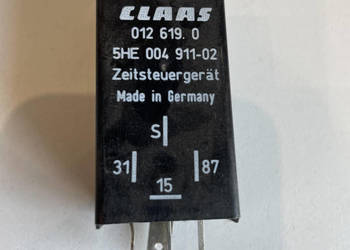 CLAAS
012 619. 0
5HE 004 911-02
Zeitsteuergerät
Made in Germany
S
31 87
15